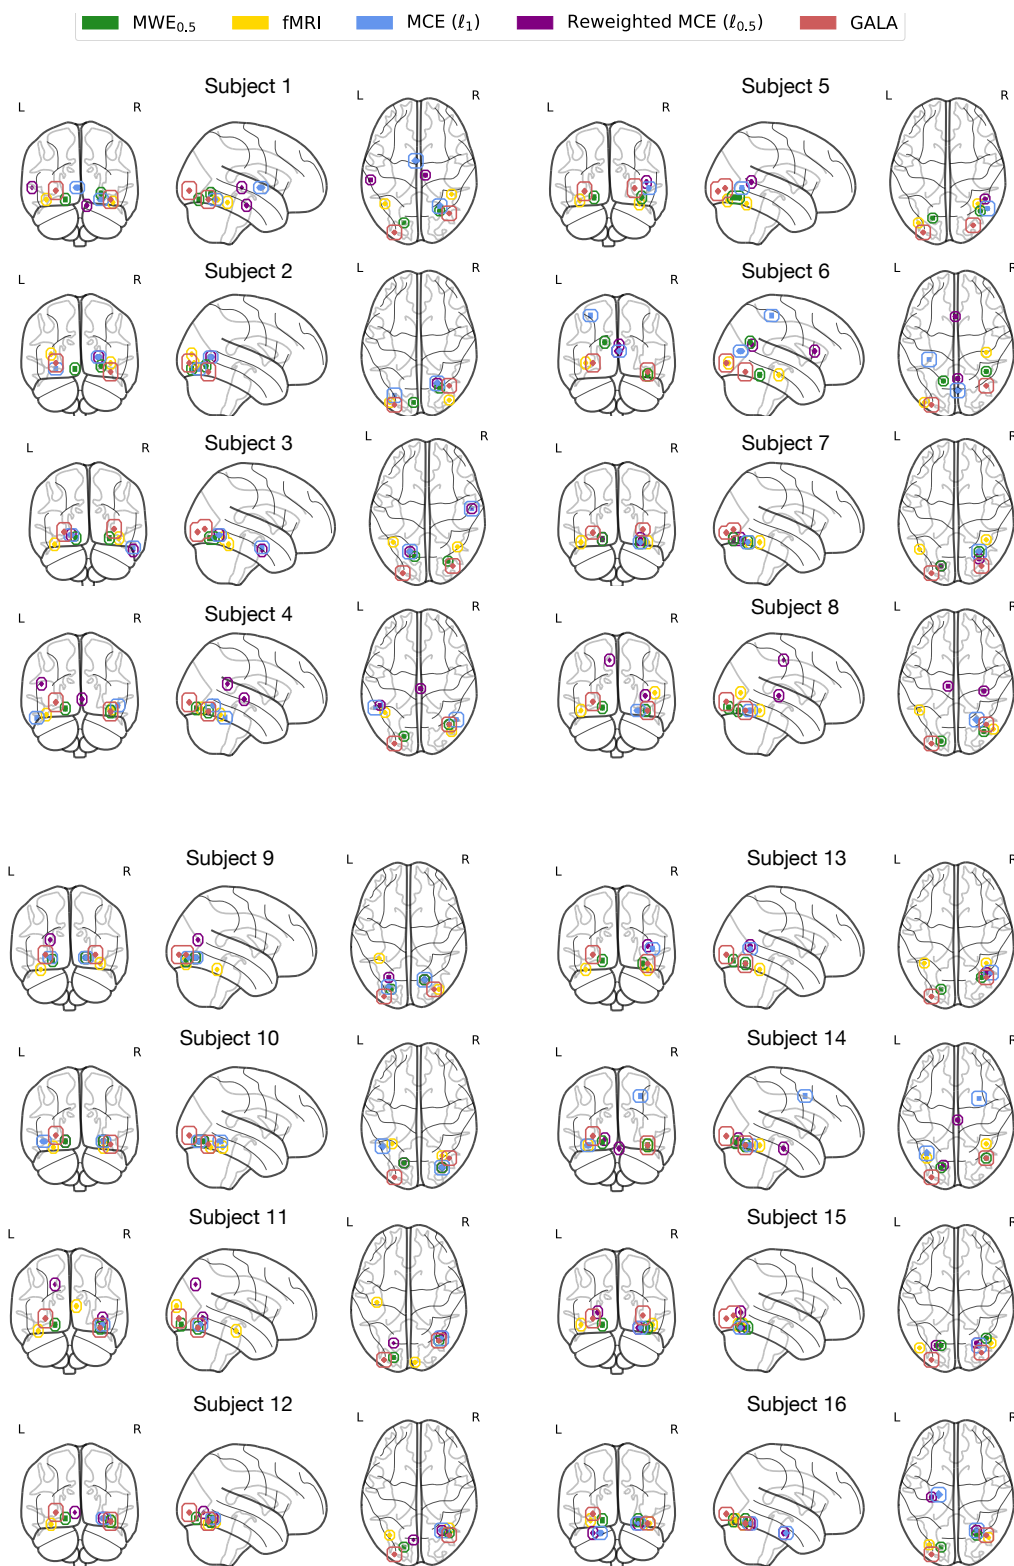 MWE0.5 fMRI MCE (ℓ1) Reweighted MCE (ℓ0.5) GALA
Subject 1
L R L R
Subject 5
L R L R
Subject 2
L R L R
Subject 6
L R L R
Subject 3
L R L R
Subject 7
L R L R
Subject 4
L R L R
Subject 8
L R L R
Subject 9
L R L R
Subject 13
L R L R
Subject 10
L R L R
Subject 14
L R L R
Subject 11
L R L R
Subject 15
L R L R
Subject 12
L R L R
Subject 16
L R L R